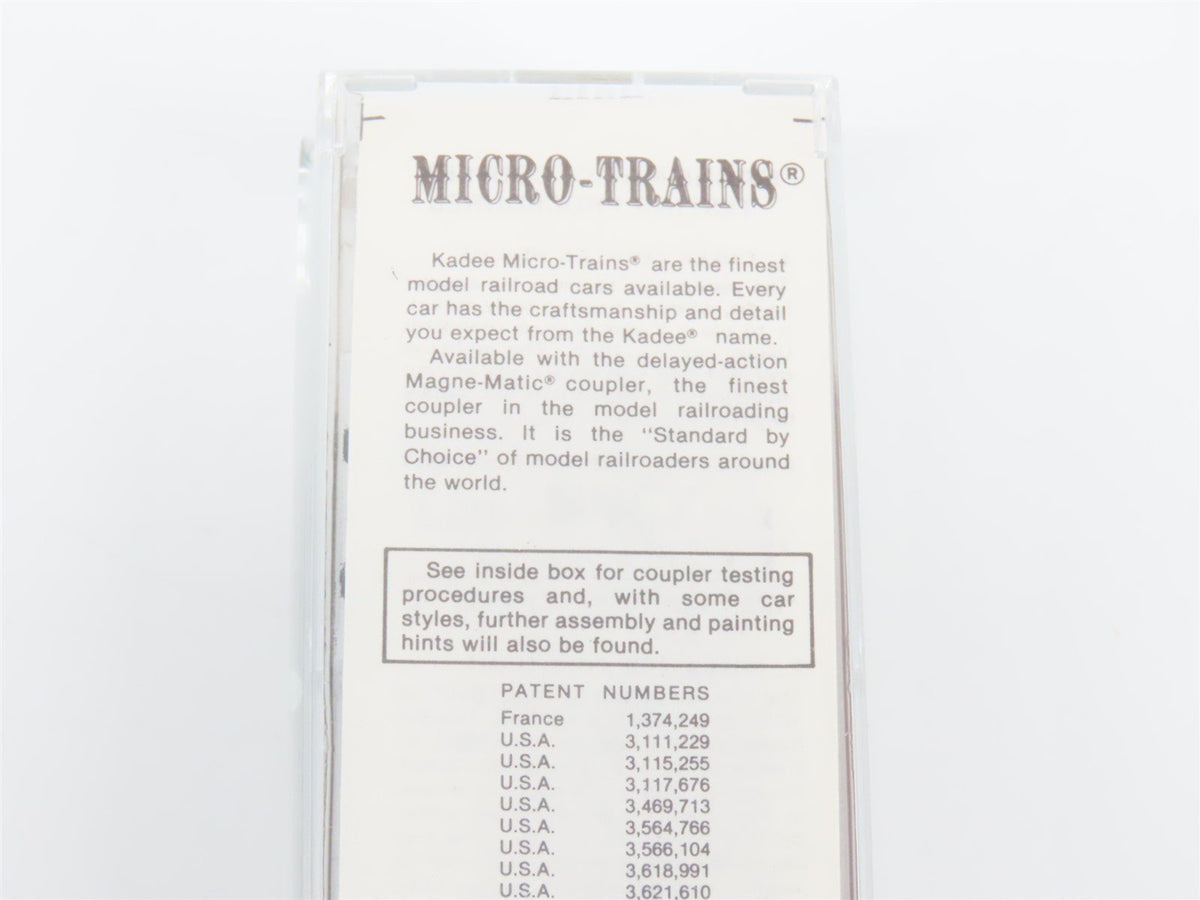 MICRO-TRAINS®
Kadee Micro-Trains® are the finest
model railroad cars available. Every
car has the craftsmanship and detail
you expect from the Kadee® name.
Available with the delayed-action
Magne-Matic® coupler, the finest
coupler in the model railroading
business. It is the "Standard by
Choice" of model railroaders around
the world.
See inside box for coupler testing
procedures and, with some car
styles, further assembly and painting
hints will also be found.
PATENT NUMBERS
France 1,374,249
U.S.A. 3,111,229
U.S.A. 3,115,255
U.S.A. 3,117,676
U.S.A. 3,469,713
U.S.A. 3,564,766
U.S.A. 3,566,104
U.S.A. 3,618,991
U.S.A. 3,621,610